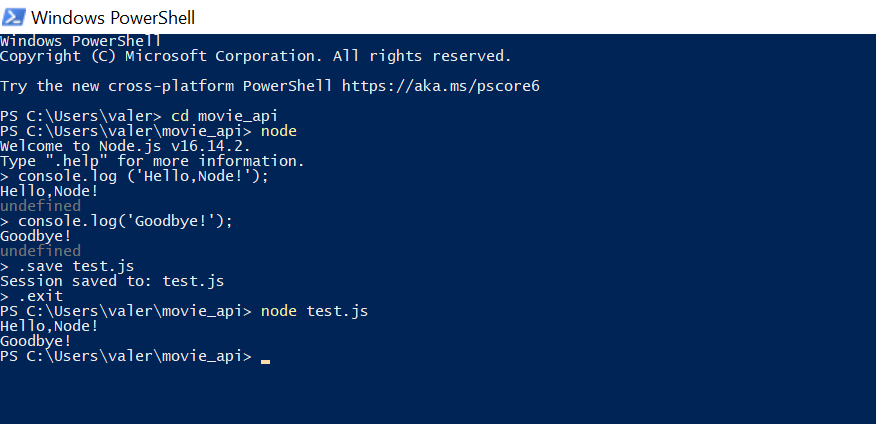 Windows PowerShell
Windows PowerShell
Copyright (C) Microsoft Corporation. All rights reserved.
Try the new cross-platform PowerShell https://aka.ms/pscore6
PS C:\Users\valer> cd movie_api
PS C:\Users\valer\movie_api> node
Welcome to Node.js v16.14.2.
Type ".help" for more information.
> console.log ('Hello,Node!');
Hello,Node!
undefined
> console.log('Goodbye!');
Goodbye!
undefined
> .save test.js
Session saved to: test.js
> .exit
PS C:\Users\valer\movie_api> node test.js
Hello,Node!
Goodbye!
PS C:\Users\valer\movie_api>